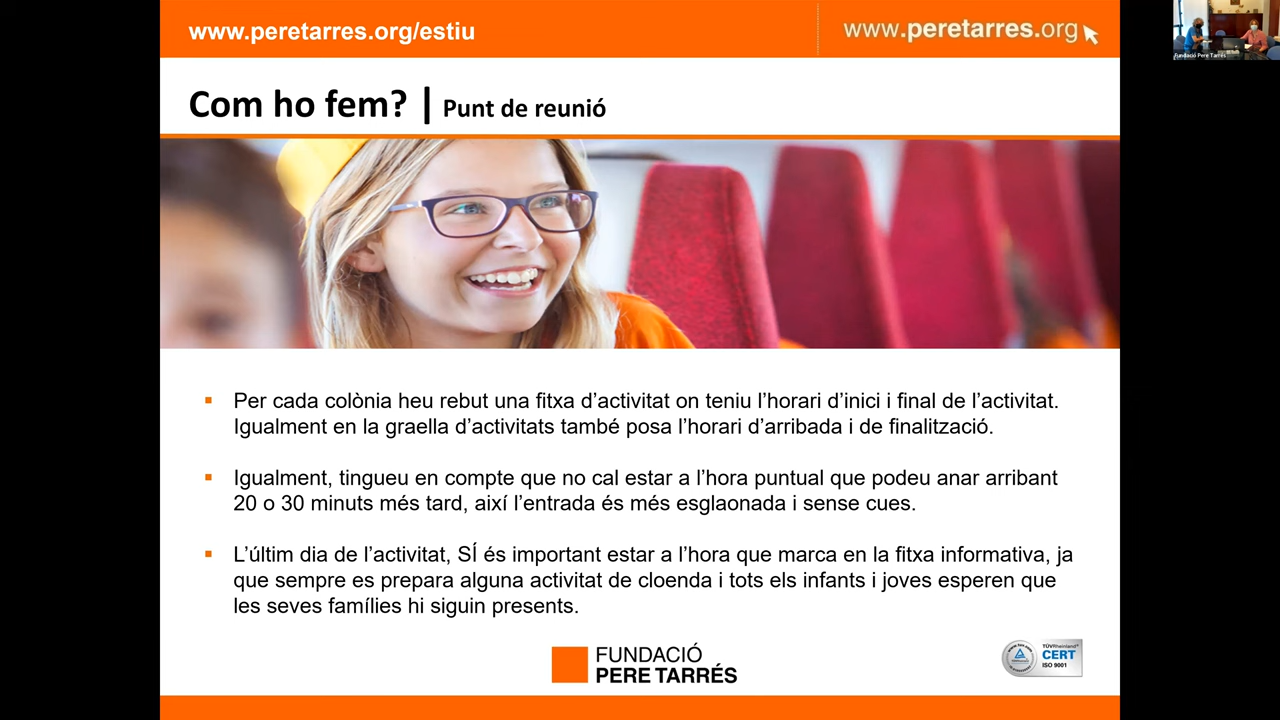 www.peretarres.org/estiu
www.peretarres.org
Fundació Pere Tarrés
Com ho fem? | Punt de reunió
Per cada colònia heu rebut una fitxa d’activitat on teniu l’horari d’inici i final de l’activitat.
Igualment en la graella d’activitats també posa l’horari d’arribada i de finalització.
Igualment, tingueu en compte que no cal estar a l’hora puntual que podeu anar arribant
20 o 30 minuts més tard, així l’entrada és més esglaonada i sense cues.
L’últim dia de l’activitat, SÍ és important estar a l’hora que marca en la fitxa informativa, ja
que sempre es prepara alguna activitat de cloenda i tots els infants i joves esperen que
les seves famílies hi siguin presents.
FUNDACIÓ
PERE TARRÉS
TÜVRheinland
CERT
ISO 9001